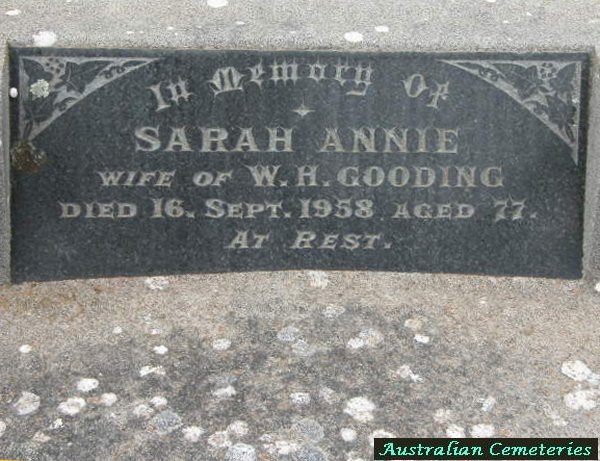 In Memory Of
SARAH ANNIE
WIFE OF W. H. GOODING
DIED 16. SEPT. 1958 AGED 77.
AT REST.
Australian Cemeteries